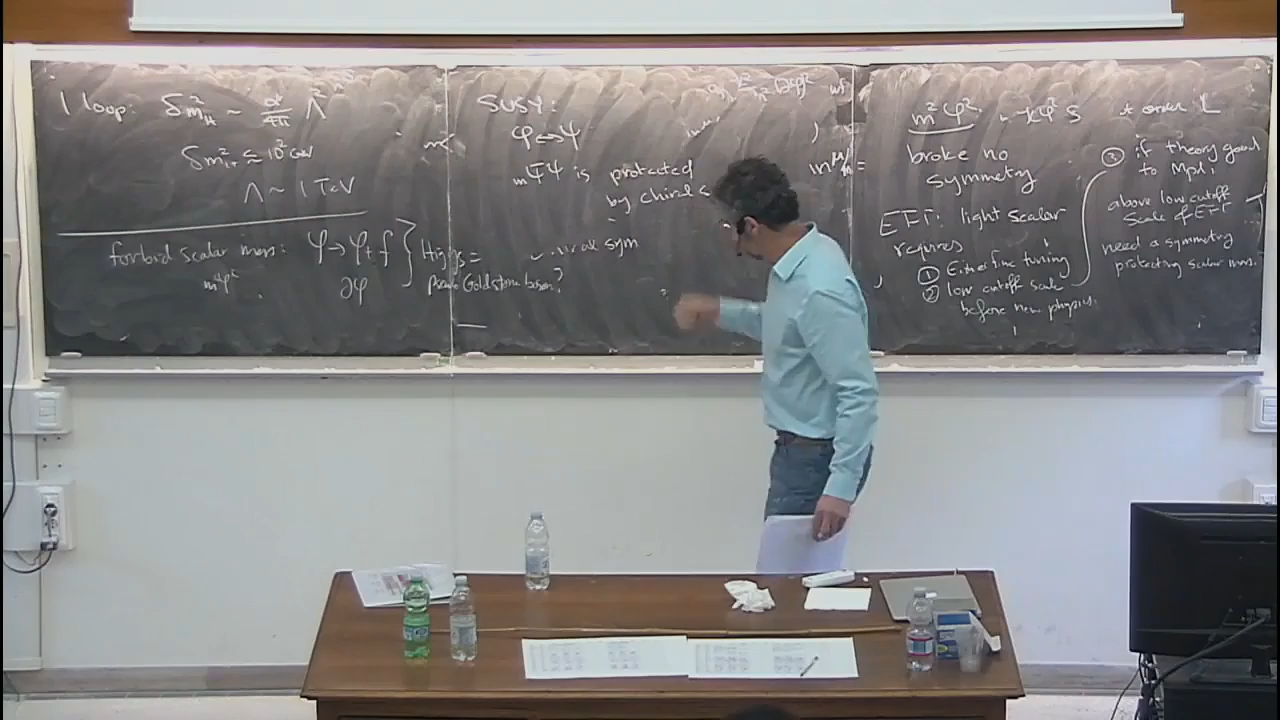 1 loop: δm²_H ~ α/4π Λ²
δm²_H ≲ 10² GeV
Λ ~ 1 TeV
forbid scalar mass: φ→φ+f } Higgs =
m²φ² ∂φ Pseudo Goldstone boson?
SUSY:
φ↔ψ
mψ̄ψ is protected
by chiral
sym
m²φ²
broke no
symmetry
EFT: light scalar
requires
① Either fine tuning
② low cutoff scale
before new physics.
③ if theory good
to Mpl,
above low cutoff
scale of EFT
need a symmetry
protecting scalar mass.